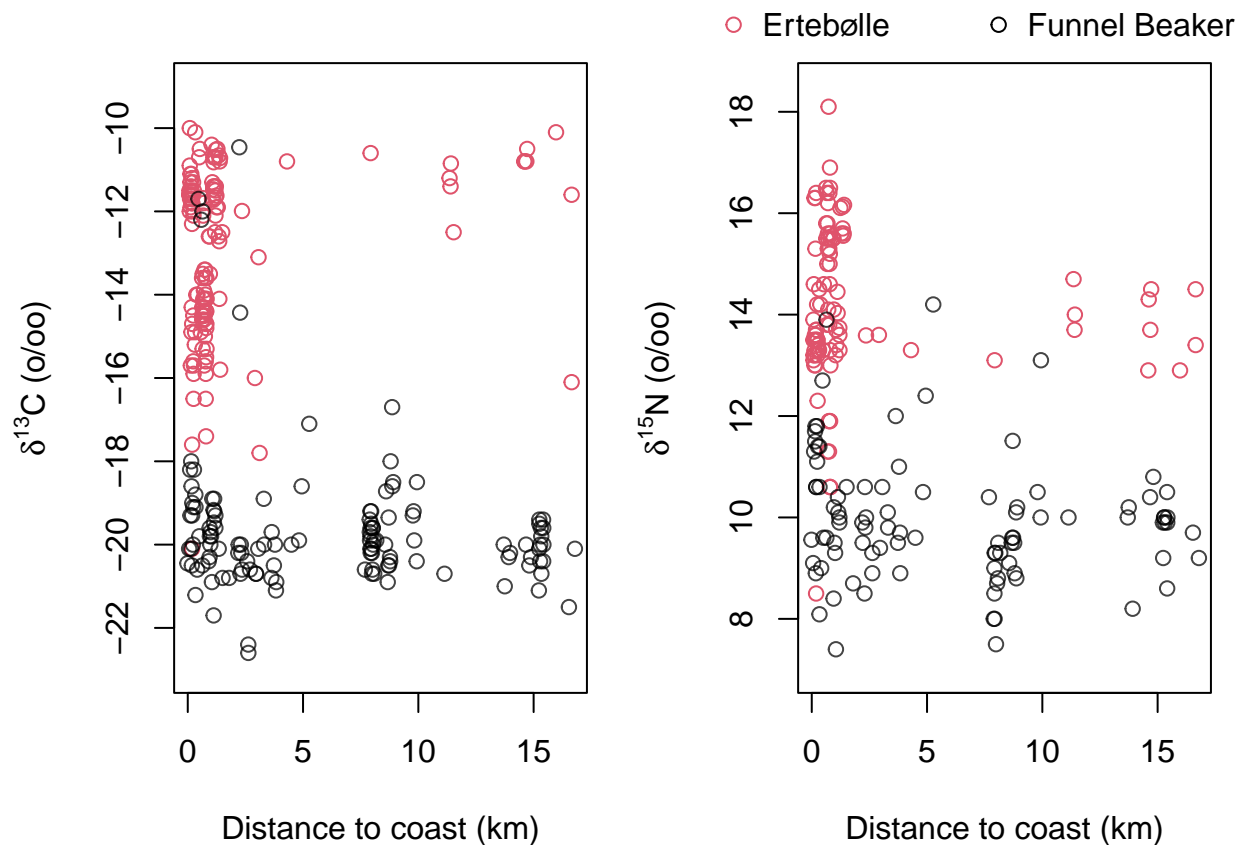 Ertebølle Funnel Beaker
δ13C (o/oo)
−10
−12
−14
−16
−18
−20
−22
0 5 10 15
Distance to coast (km)
δ15N (o/oo)
18
16
14
12
10
8
0 5 10 15
Distance to coast (km)